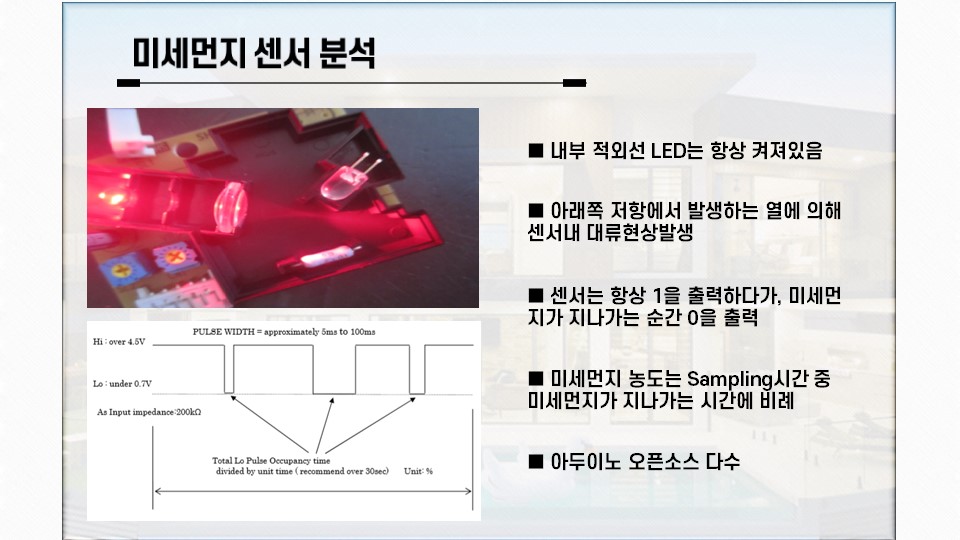 미세먼지 센서 분석
■ 내부 적외선 LED는 항상 켜져있음
■ 아래쪽 저항에서 발생하는 열에 의해
센서내 대류현상발생
■ 센서는 항상 1을 출력하다가, 미세먼
지가 지나가는 순간 0을 출력
■ 미세먼지 농도는 Sampling시간 중
미세먼지가 지나가는 시간에 비례
■ 아두이노 오픈소스 다수
PULSE WIDTH = approximately 5ms to 100ms
Hi : over 4.5V
Lo : under 0.7V
As Input impedance:200kΩ
Total Lo Pulse Occupancy time
divided by unit time ( recommend over 30sec) Unit: %